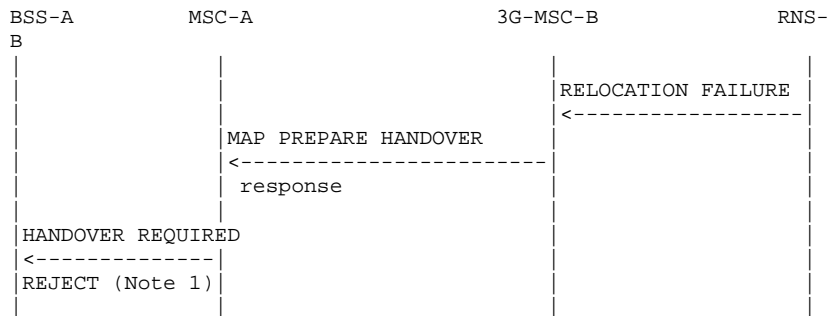 BSS-A MSC-A 3G-MSC-B RNS-
B
RELOCATION FAILURE
<------------------
MAP PREPARE HANDOVER
<------------------------
response
HANDOVER REQUIRED
<--------------
REJECT (Note 1)